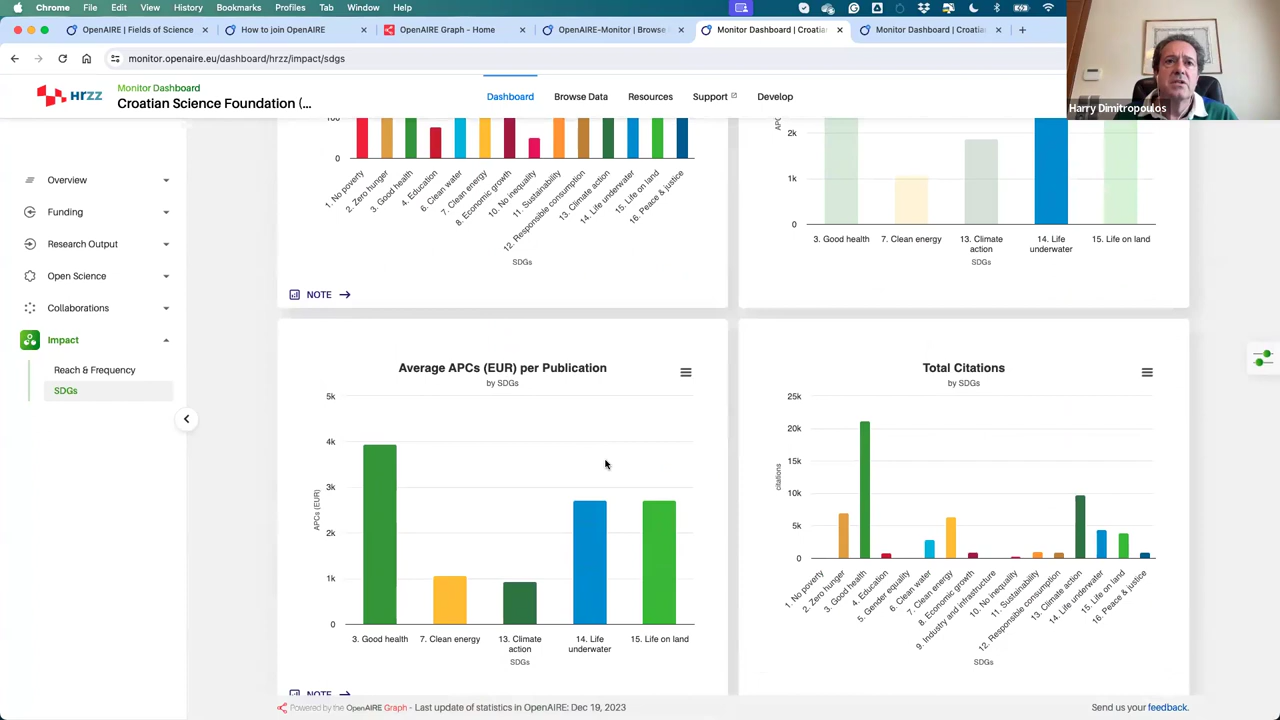 View History Bookmarks Profiles Tab Window Help
OpenAIRE | Fields of Science
How to join OpenAIRE
OpenAIRE Graph - Home
OpenAIRE-Monitor | Browse
Monitor Dashboard | Croatia
Monitor Dashboard | Croatia
monitor.openaire.eu/dashboard/hrzz/impact/sdgs
Harry Dimitropoulos
HRZZ
Monitor Dashboard
Croatian Science Foundation (...
Dashboard
Browse Data
Resources
Support
Develop
Overview
Funding
Research Output
Open Science
Collaborations
Impact
Reach & Frequency
SDGs
100
0
1. No poverty
2. Zero hunger
3. Good health
4. Education
6. Clean water
7. Clean energy
8. Economic growth
10. No inequality
11. Sustainability
12. Responsible consumption
13. Climate action
14. Life underwater
15. Life on land
16. Peace & justice
SDGs
NOTE
2k
1k
0
3. Good health
7. Clean energy
13. Climate
action
14. Life
underwater
15. Life on land
SDGs
Average APCs (EUR) per Publication
by SDGs
APCs (EUR)
5k
4k
3k
2k
1k
0
3. Good health
7. Clean energy
13. Climate
action
14. Life
underwater
15. Life on land
SDGs
NOTE
Total Citations
by SDGs
citations
25k
20k
15k
10k
5k
0
1. No poverty
2. Zero hunger
3. Good health
4. Education
5. Gender equality
6. Clean water
7. Clean energy
8. Economic growth
9. Industry and infrastructure
10. No inequality
11. Sustainability
12. Responsible consumption
13. Climate action
14. Life underwater
15. Life on land
16. Peace & justice
SDGs
Powered by the OpenAIRE Graph - Last update of statistics in OpenAIRE: Dec 19, 2023
Send us your feedback.